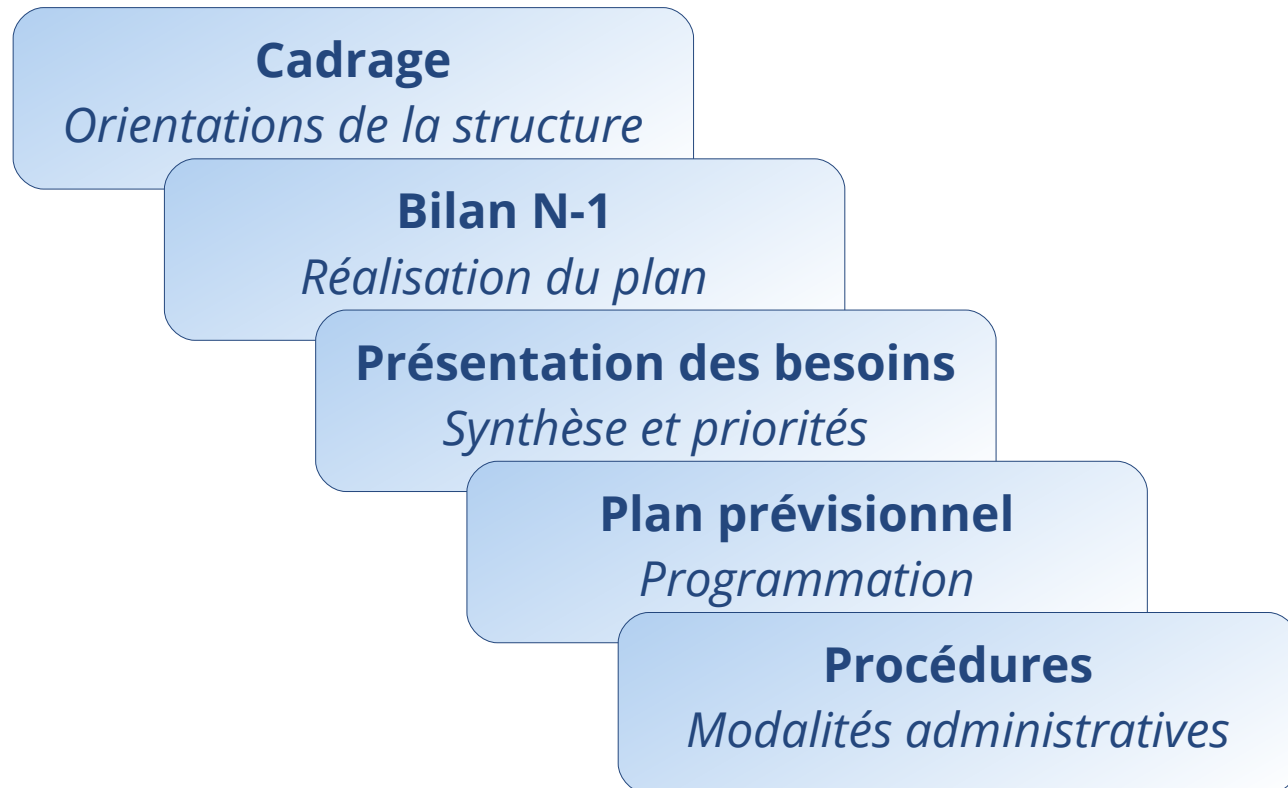 Cadrage
Orientations de la structure
Bilan N-1
Réalisation du plan
Présentation des besoins
Synthèse et priorités
Plan prévisionnel
Programmation
Procédures
Modalités administratives